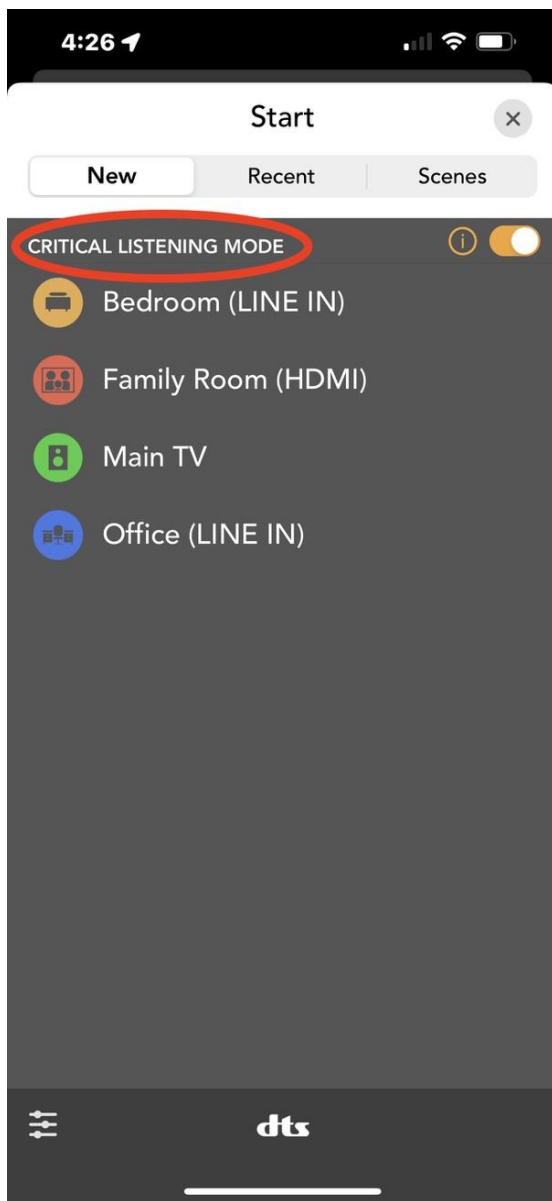 4:26
Start
New Recent Scenes
CRITICAL LISTENING MODE
Bedroom (LINE IN)
Family Room (HDMI)
Main TV
Office (LINE IN)
dts